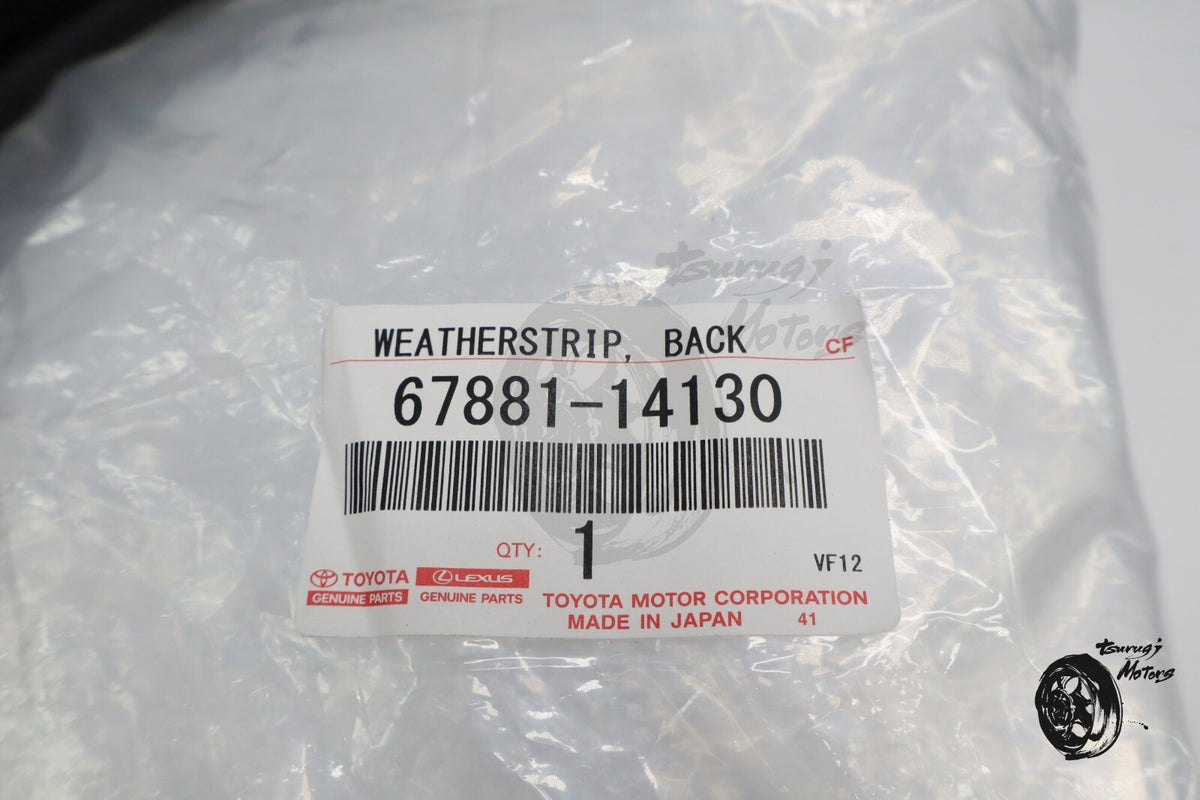 WEATHERSTRIP, BACK
CF
67881-14130
QTY: 1
VF12
TOYOTA
GENUINE PARTS
LEXUS
GENUINE PARTS
TOYOTA MOTOR CORPORATION
MADE IN JAPAN 41
tsurugi
Motors
tsurugi
Motors